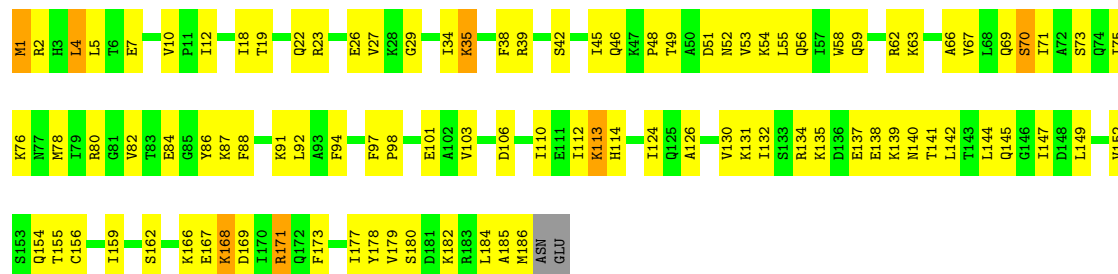 M1 R2 H3 L4 L5 T6 E7 V10 P11 I12 I18 T19 Q22 R23 E26 V27 K28 G29 I34 K35 F38 R39 S42 I45 Q46 K47 P48 T49 A50 D51 N52 V53 K54 L55 Q56 I57 W58 Q59 R62 K63 A66 V67 L68 Q69 S70 I71 A72 S73 Q74 I75
K76 N77 M78 I79 R80 G81 V82 T83 E84 G85 Y86 K87 F88 K91 L92 A93 F94 F97 P98 E101 A102 V103 D106 I110 E111 I112 K113 H114 I124 Q125 A126 V130 K131 I132 S133 R134 K135 D136 E137 E138 K139 N140 T141 L142 T143 L144 Q145 G146 I147 D148 L149 V152
S153 Q154 T155 C156 I159 S162 K166 E167 K168 D169 I170 R171 Q172 F173 I177 Y178 V179 S180 D181 K182 R183 L184 A185 M186 ASN GLU